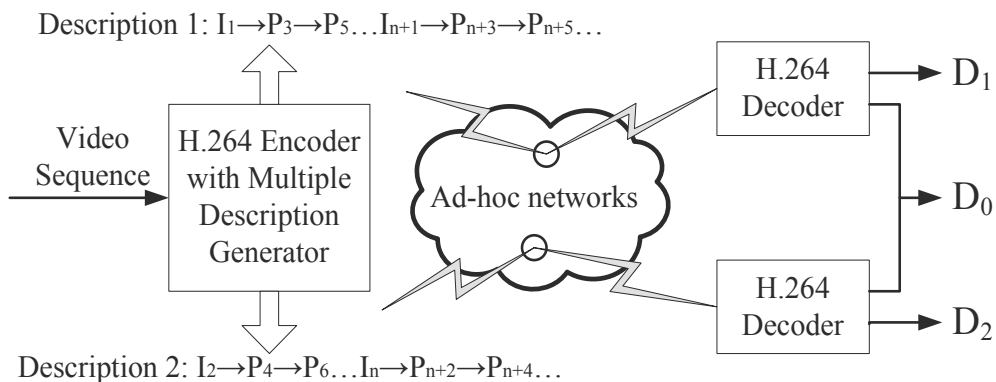 Description 1: I₁→P₃→P₅…Iₙ₊₁→Pₙ₊₃→Pₙ₊₅…
Video
Sequence
H.264 Encoder
with Multiple
Description
Generator
Ad-hoc networks
H.264
Decoder
D₁
D₀
H.264
Decoder
D₂
Description 2: I₂→P₄→P₆…Iₙ→Pₙ₊₂→Pₙ₊₄…